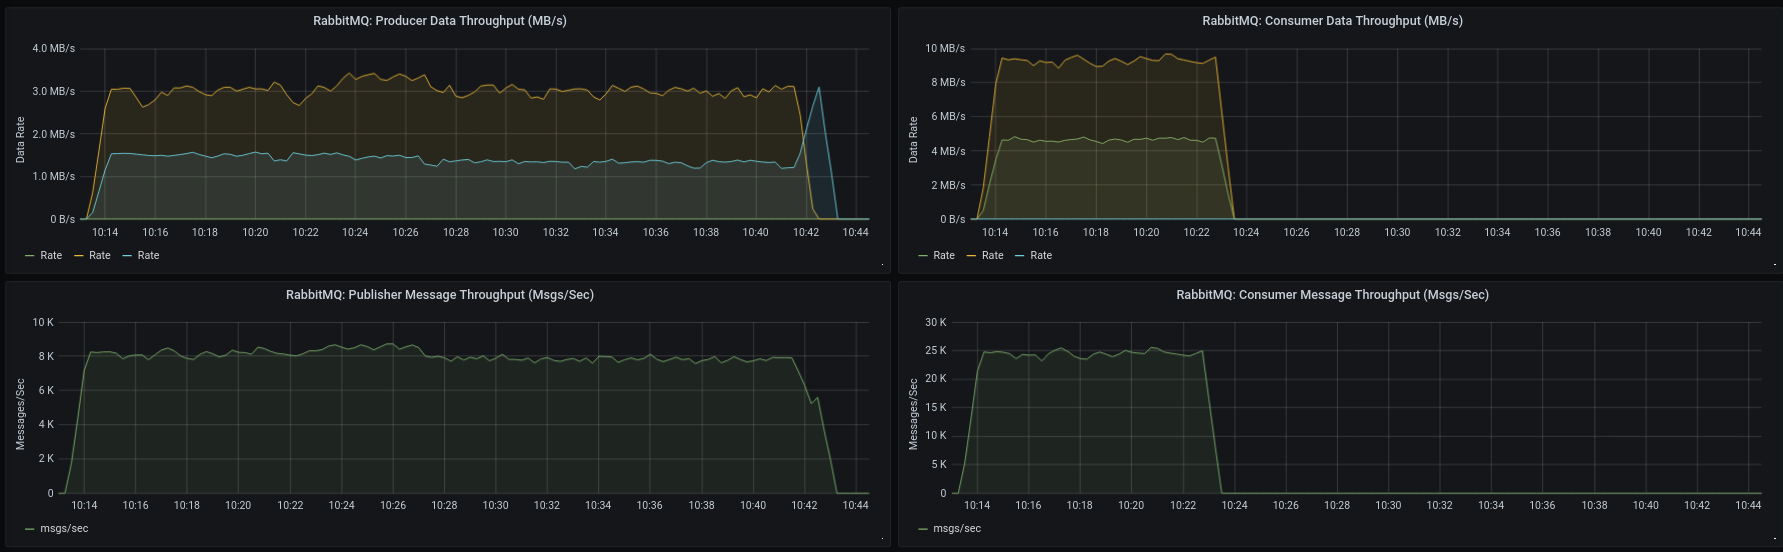 RabbitMQ: Producer Data Throughput (MB/s)
4.0 MB/s
3.0 MB/s
2.0 MB/s
1.0 MB/s
0 B/s
Data Rate
10:14 10:16 10:18 10:20 10:22 10:24 10:26 10:28 10:30 10:32 10:34 10:36 10:38 10:40 10:42 10:44
Rate Rate Rate
RabbitMQ: Consumer Data Throughput (MB/s)
10 MB/s
8 MB/s
6 MB/s
4 MB/s
2 MB/s
0 B/s
Data Rate
10:14 10:16 10:18 10:20 10:22 10:24 10:26 10:28 10:30 10:32 10:34 10:36 10:38 10:40 10:42 10:44
Rate Rate Rate
RabbitMQ: Publisher Message Throughput (Msgs/Sec)
10 K
8 K
6 K
4 K
2 K
0
Messages/Sec
10:14 10:16 10:18 10:20 10:22 10:24 10:26 10:28 10:30 10:32 10:34 10:36 10:38 10:40 10:42 10:44
msgs/sec
RabbitMQ: Consumer Message Throughput (Msgs/Sec)
30 K
25 K
20 K
15 K
10 K
5 K
0
Messages/Sec
10:14 10:16 10:18 10:20 10:22 10:24 10:26 10:28 10:30 10:32 10:34 10:36 10:38 10:40 10:42 10:44
msgs/sec